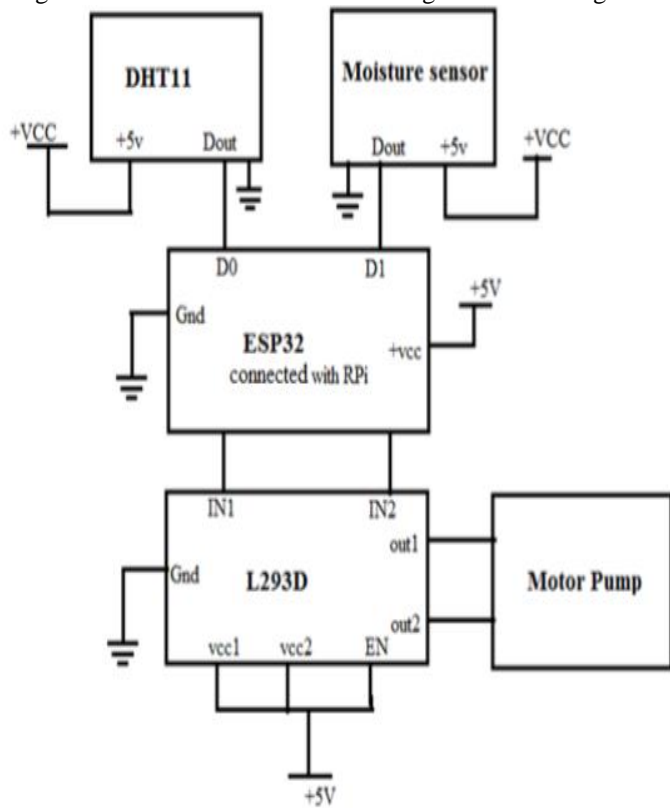 DHT11
Moisture sensor
+VCC
+5v
Dout
Dout
+5v
+VCC
D0
D1
Gnd
+5V
ESP32
+vcc
connected with RPi
IN1
IN2
out1
Gnd
L293D
Motor Pump
out2
vcc1
vcc2
EN
+5V